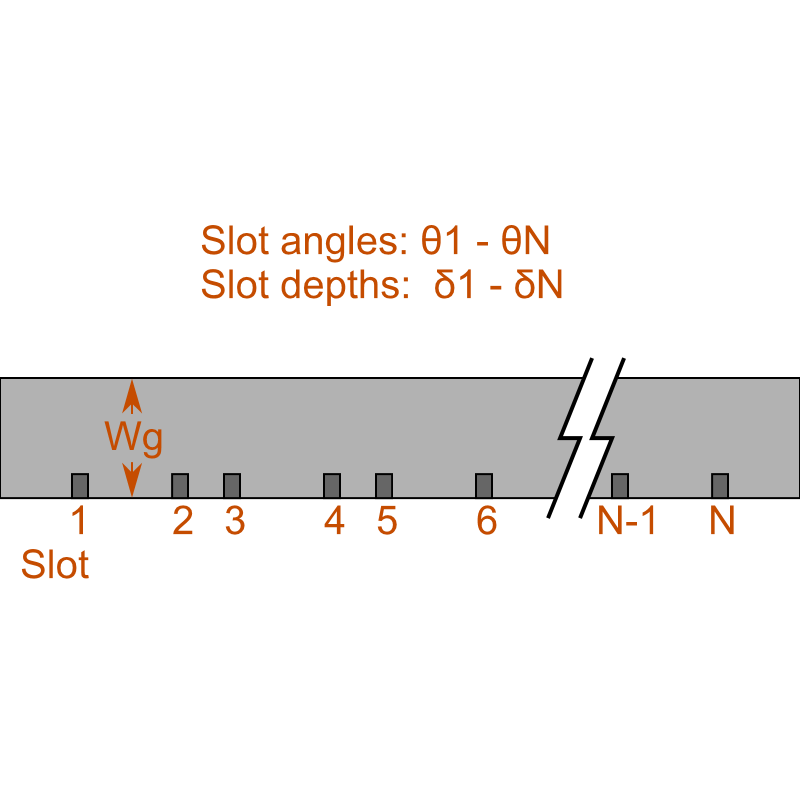 Slot angles: θ1 - θN
Slot depths: δ1 - δN
Wg
1 2 3 4 5 6 N-1 N
Slot